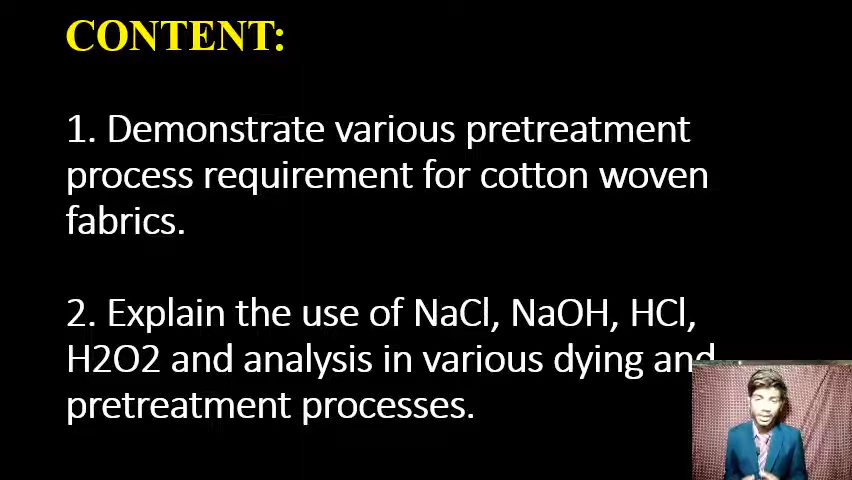 CONTENT:
1. Demonstrate various pretreatment
process requirement for cotton woven
fabrics.
2. Explain the use of NaCl, NaOH, HCl,
H2O2 and analysis in various dying and
pretreatment processes.